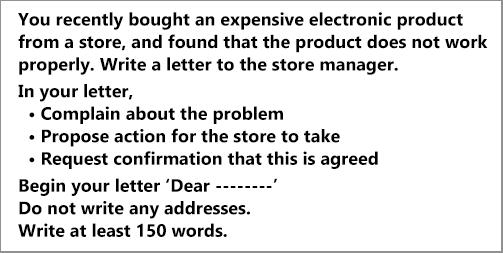 You recently bought an expensive electronic product
from a store, and found that the product does not work
properly. Write a letter to the store manager.
In your letter,
• Complain about the problem
• Propose action for the store to take
• Request confirmation that this is agreed
Begin your letter ‘Dear --------’
Do not write any addresses.
Write at least 150 words.